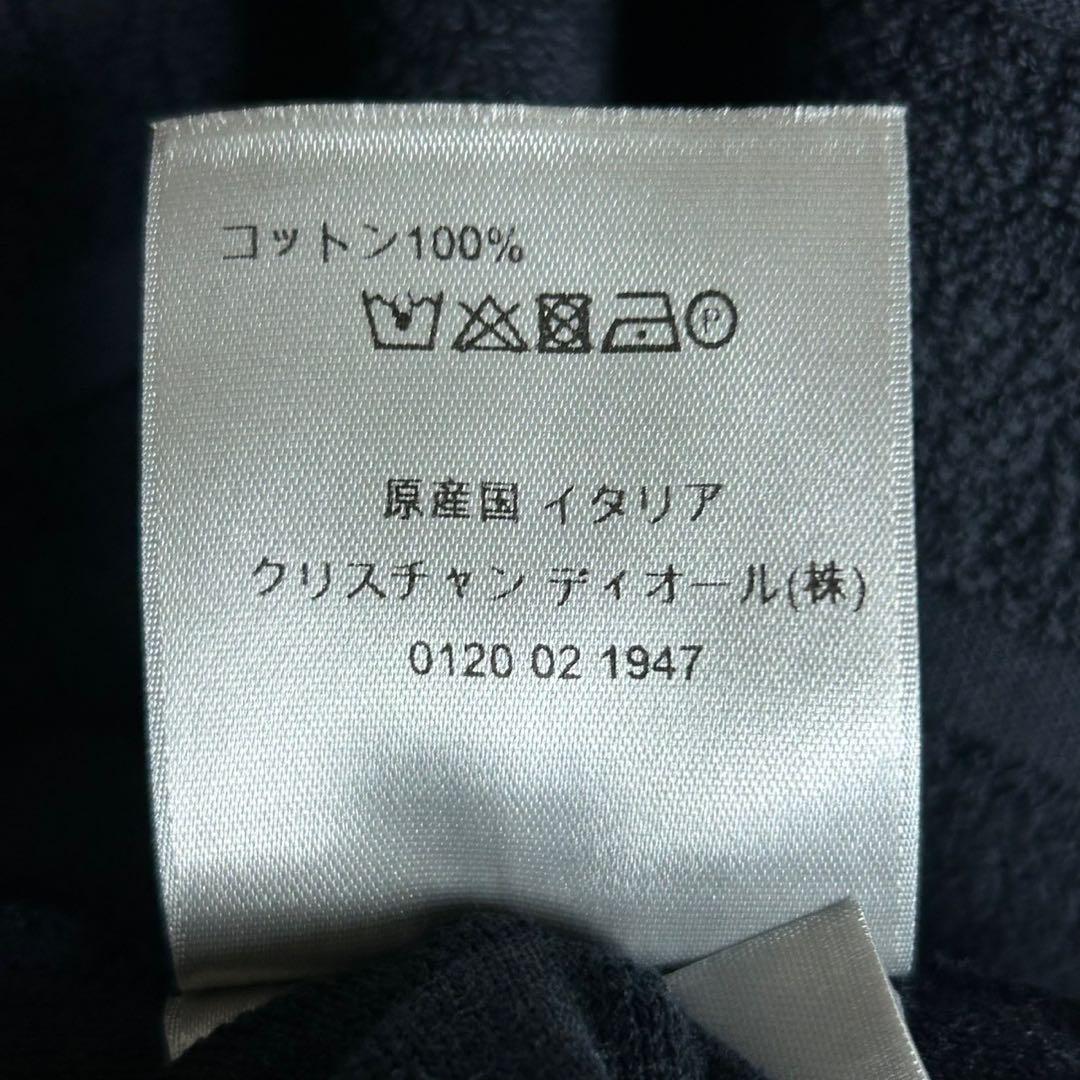 コットン100%
P
原産国 イタリア
クリスチャン ディオール(株)
0120 02 1947